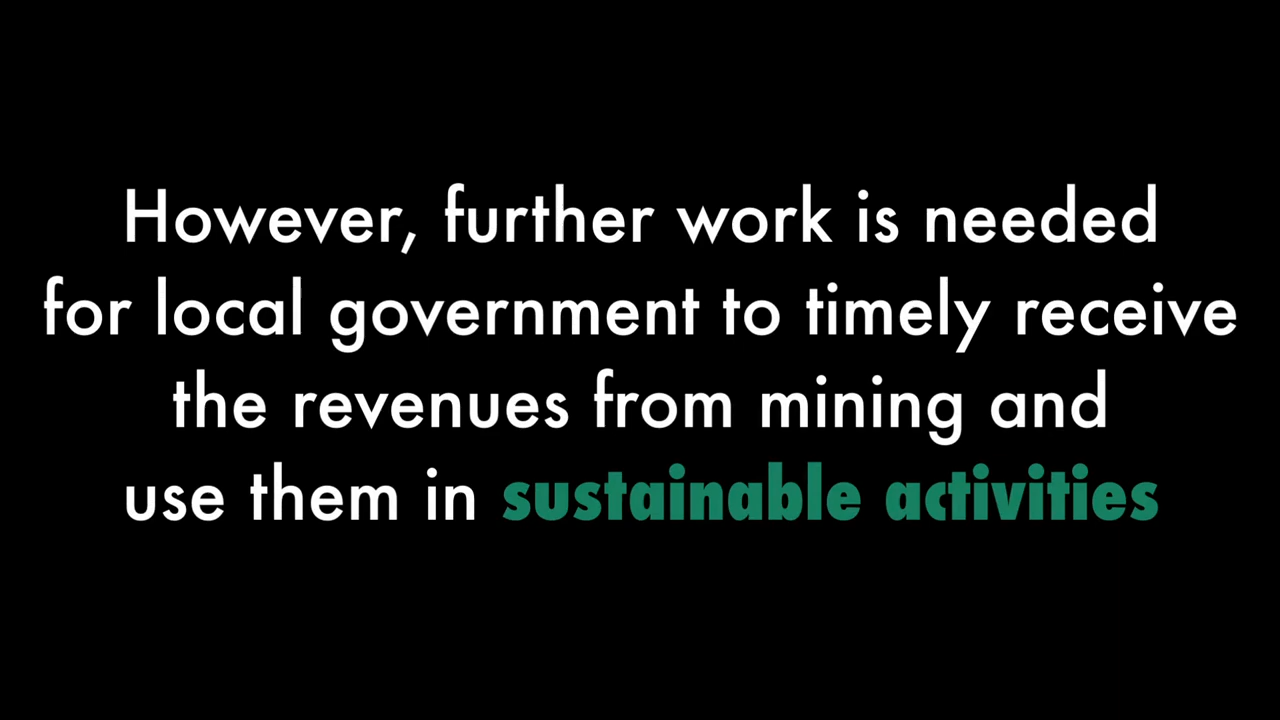 However, further work is needed
for local government to timely receive
the revenues from mining and
use them in sustainable activities